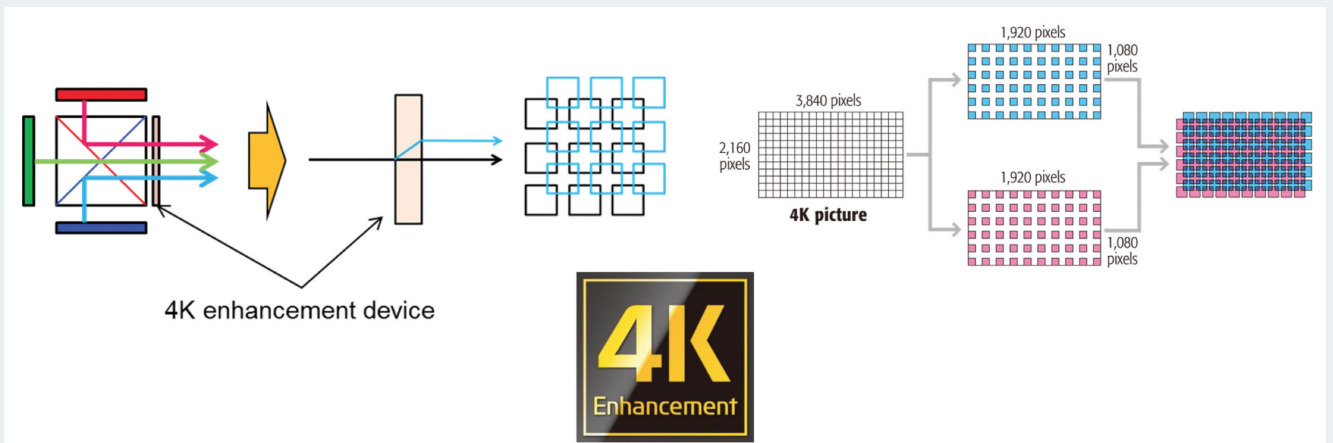 4K enhancement device
3,840 pixels
2,160
pixels
4K picture
1,920 pixels
1,080
pixels
1,920 pixels
1,080
pixels
4K
Enhancement